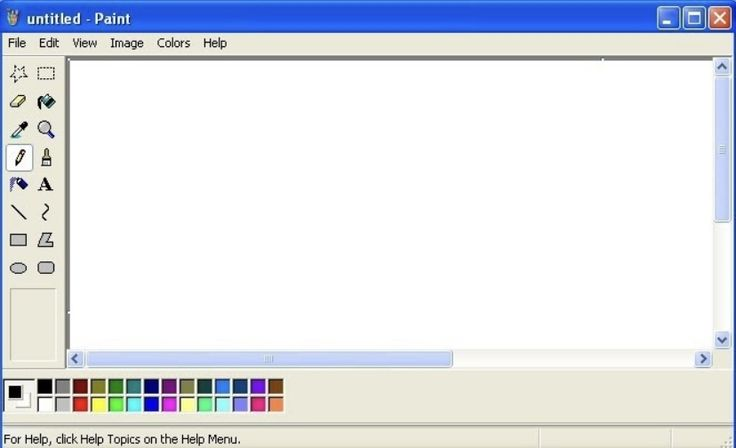 untitled - Paint
File Edit View Image Colors Help
A
For Help, click Help Topics on the Help Menu.